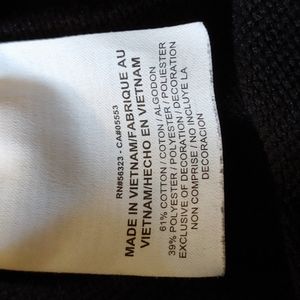 RN#56323 - CA#05553
MADE IN VIETNAM/FABRIQUE AU
VIETNAM/HECHO EN VIETNAM
61% COTTON / COTON / ALGODON
39% POLYESTER / POLYESTER / POLIESTER
EXCLUSIVE OF DECORATION / DECORATION
NON COMPRISE / NO INCLUYE LA
DECORACION